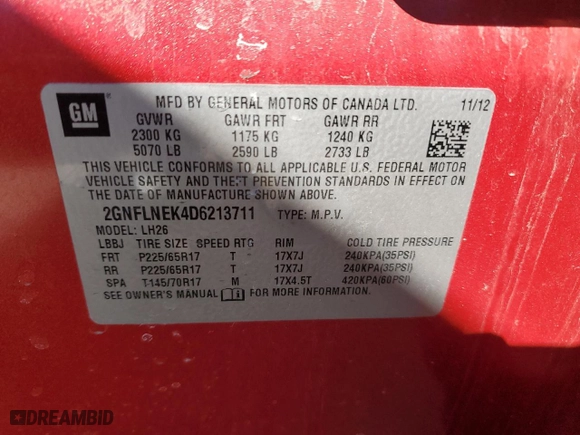 GM
MFD BY GENERAL MOTORS OF CANADA LTD. 11/12
GVWR GAWR FRT GAWR RR
2300 KG 1175 KG 1240 KG
5070 LB 2590 LB 2733 LB
THIS VEHICLE CONFORMS TO ALL APPLICABLE U.S. FEDERAL MOTOR
VEHICLE SAFETY AND THEFT PREVENTION STANDARDS IN EFFECT ON
THE DATE OF MANUFACTURE SHOWN ABOVE.
2GNFLNEK4D6213711 TYPE: M.P.V.
MODEL: LH26
LBBJ TIRE SIZE SPEED RTG RIM COLD TIRE PRESSURE
FRT P225/65R17 T 17X7J 240KPA(35PSI)
RR P225/65R17 T 17X7J 240KPA(35PSI)
SPA T145/70R17 M 17X4.5T 420KPA(60PSI)
SEE OWNER'S MANUAL FOR MORE INFORMATION.
DREAMBID